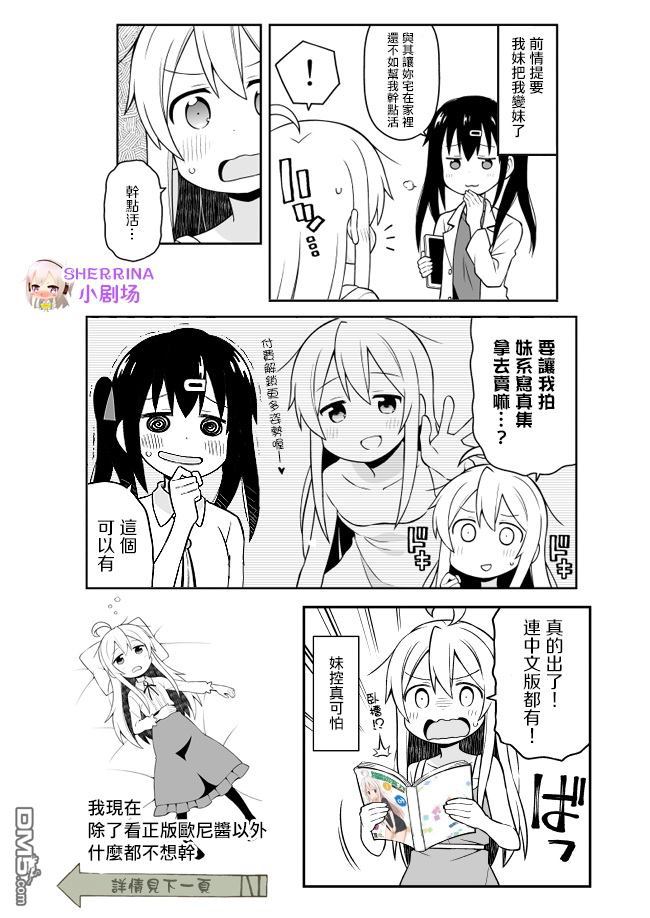 前情提要
我妹把我變妹了
與其讓妳宅在家裡
還不如幫我幹點活
！
幹點活…
SHERRINA
小剧场
要讓我拍
妹系寫真集
拿去賣嘛…？
付費解鎖更多姿勢喔——♥
這個
可以有
ドキ
ドキ
真的出了！
連中文版都有！
臥槽!?
妹控真可怕
ばっ
我現在
除了看正版歐尼醬以外
什麼都不想幹
詳情見下一頁
DM5.com